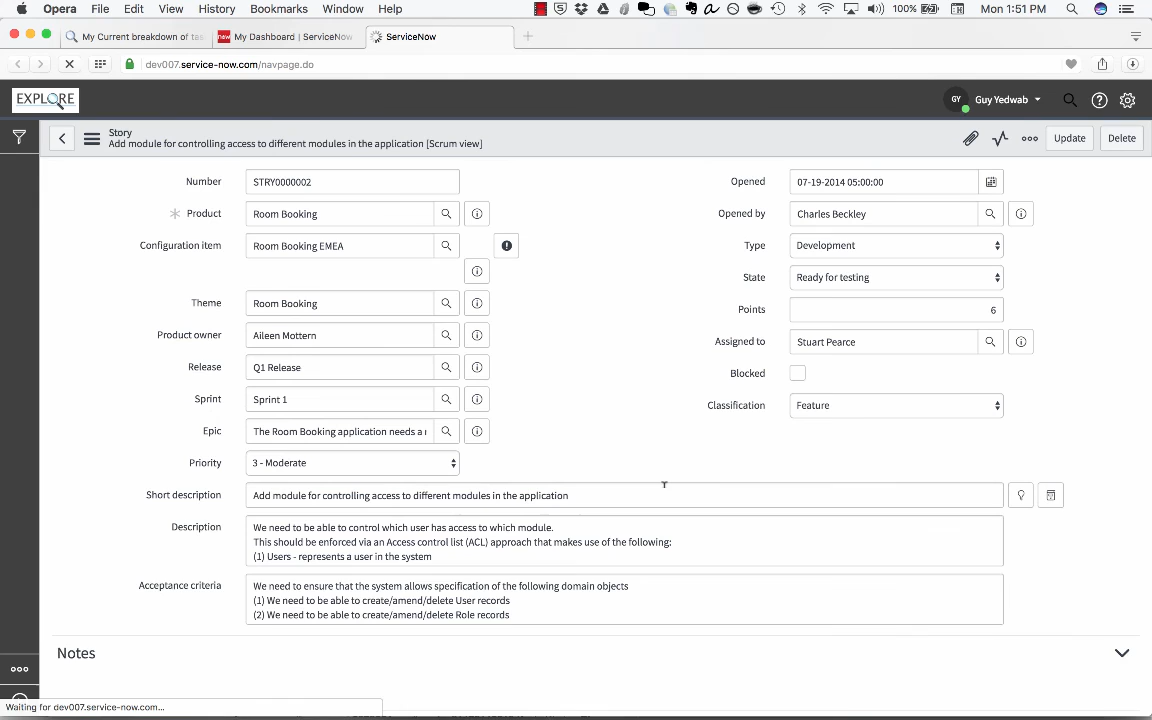 Opera File Edit View History Bookmarks Window Help 100% Mon 1:51 PM
My Current breakdown of ta
now My Dashboard | ServiceNow
ServiceNow
dev007.service-now.com/navpage.do
EXPLORE
GY Guy Yedwab
Story
Add module for controlling access to different modules in the application [Scrum view]
Update
Delete
Number STRY0000002
Opened 07-19-2014 05:00:00
Product Room Booking
Opened by Charles Beckley
Configuration item Room Booking EMEA
Type Development
State Ready for testing
Theme Room Booking
Points 6
Product owner Aileen Mottern
Assigned to Stuart Pearce
Release Q1 Release
Blocked
Sprint Sprint 1
Classification Feature
Epic The Room Booking application needs a
Priority 3 - Moderate
Short description Add module for controlling access to different modules in the application
Description We need to be able to control which user has access to which module.
This should be enforced via an Access control list (ACL) approach that makes use of the following:
(1) Users - represents a user in the system
Acceptance criteria We need to ensure that the system allows specification of the following domain objects
(1) We need to be able to create/amend/delete User records
(2) We need to be able to create/amend/delete Role records
Notes
Waiting for dev007.service-now.com...